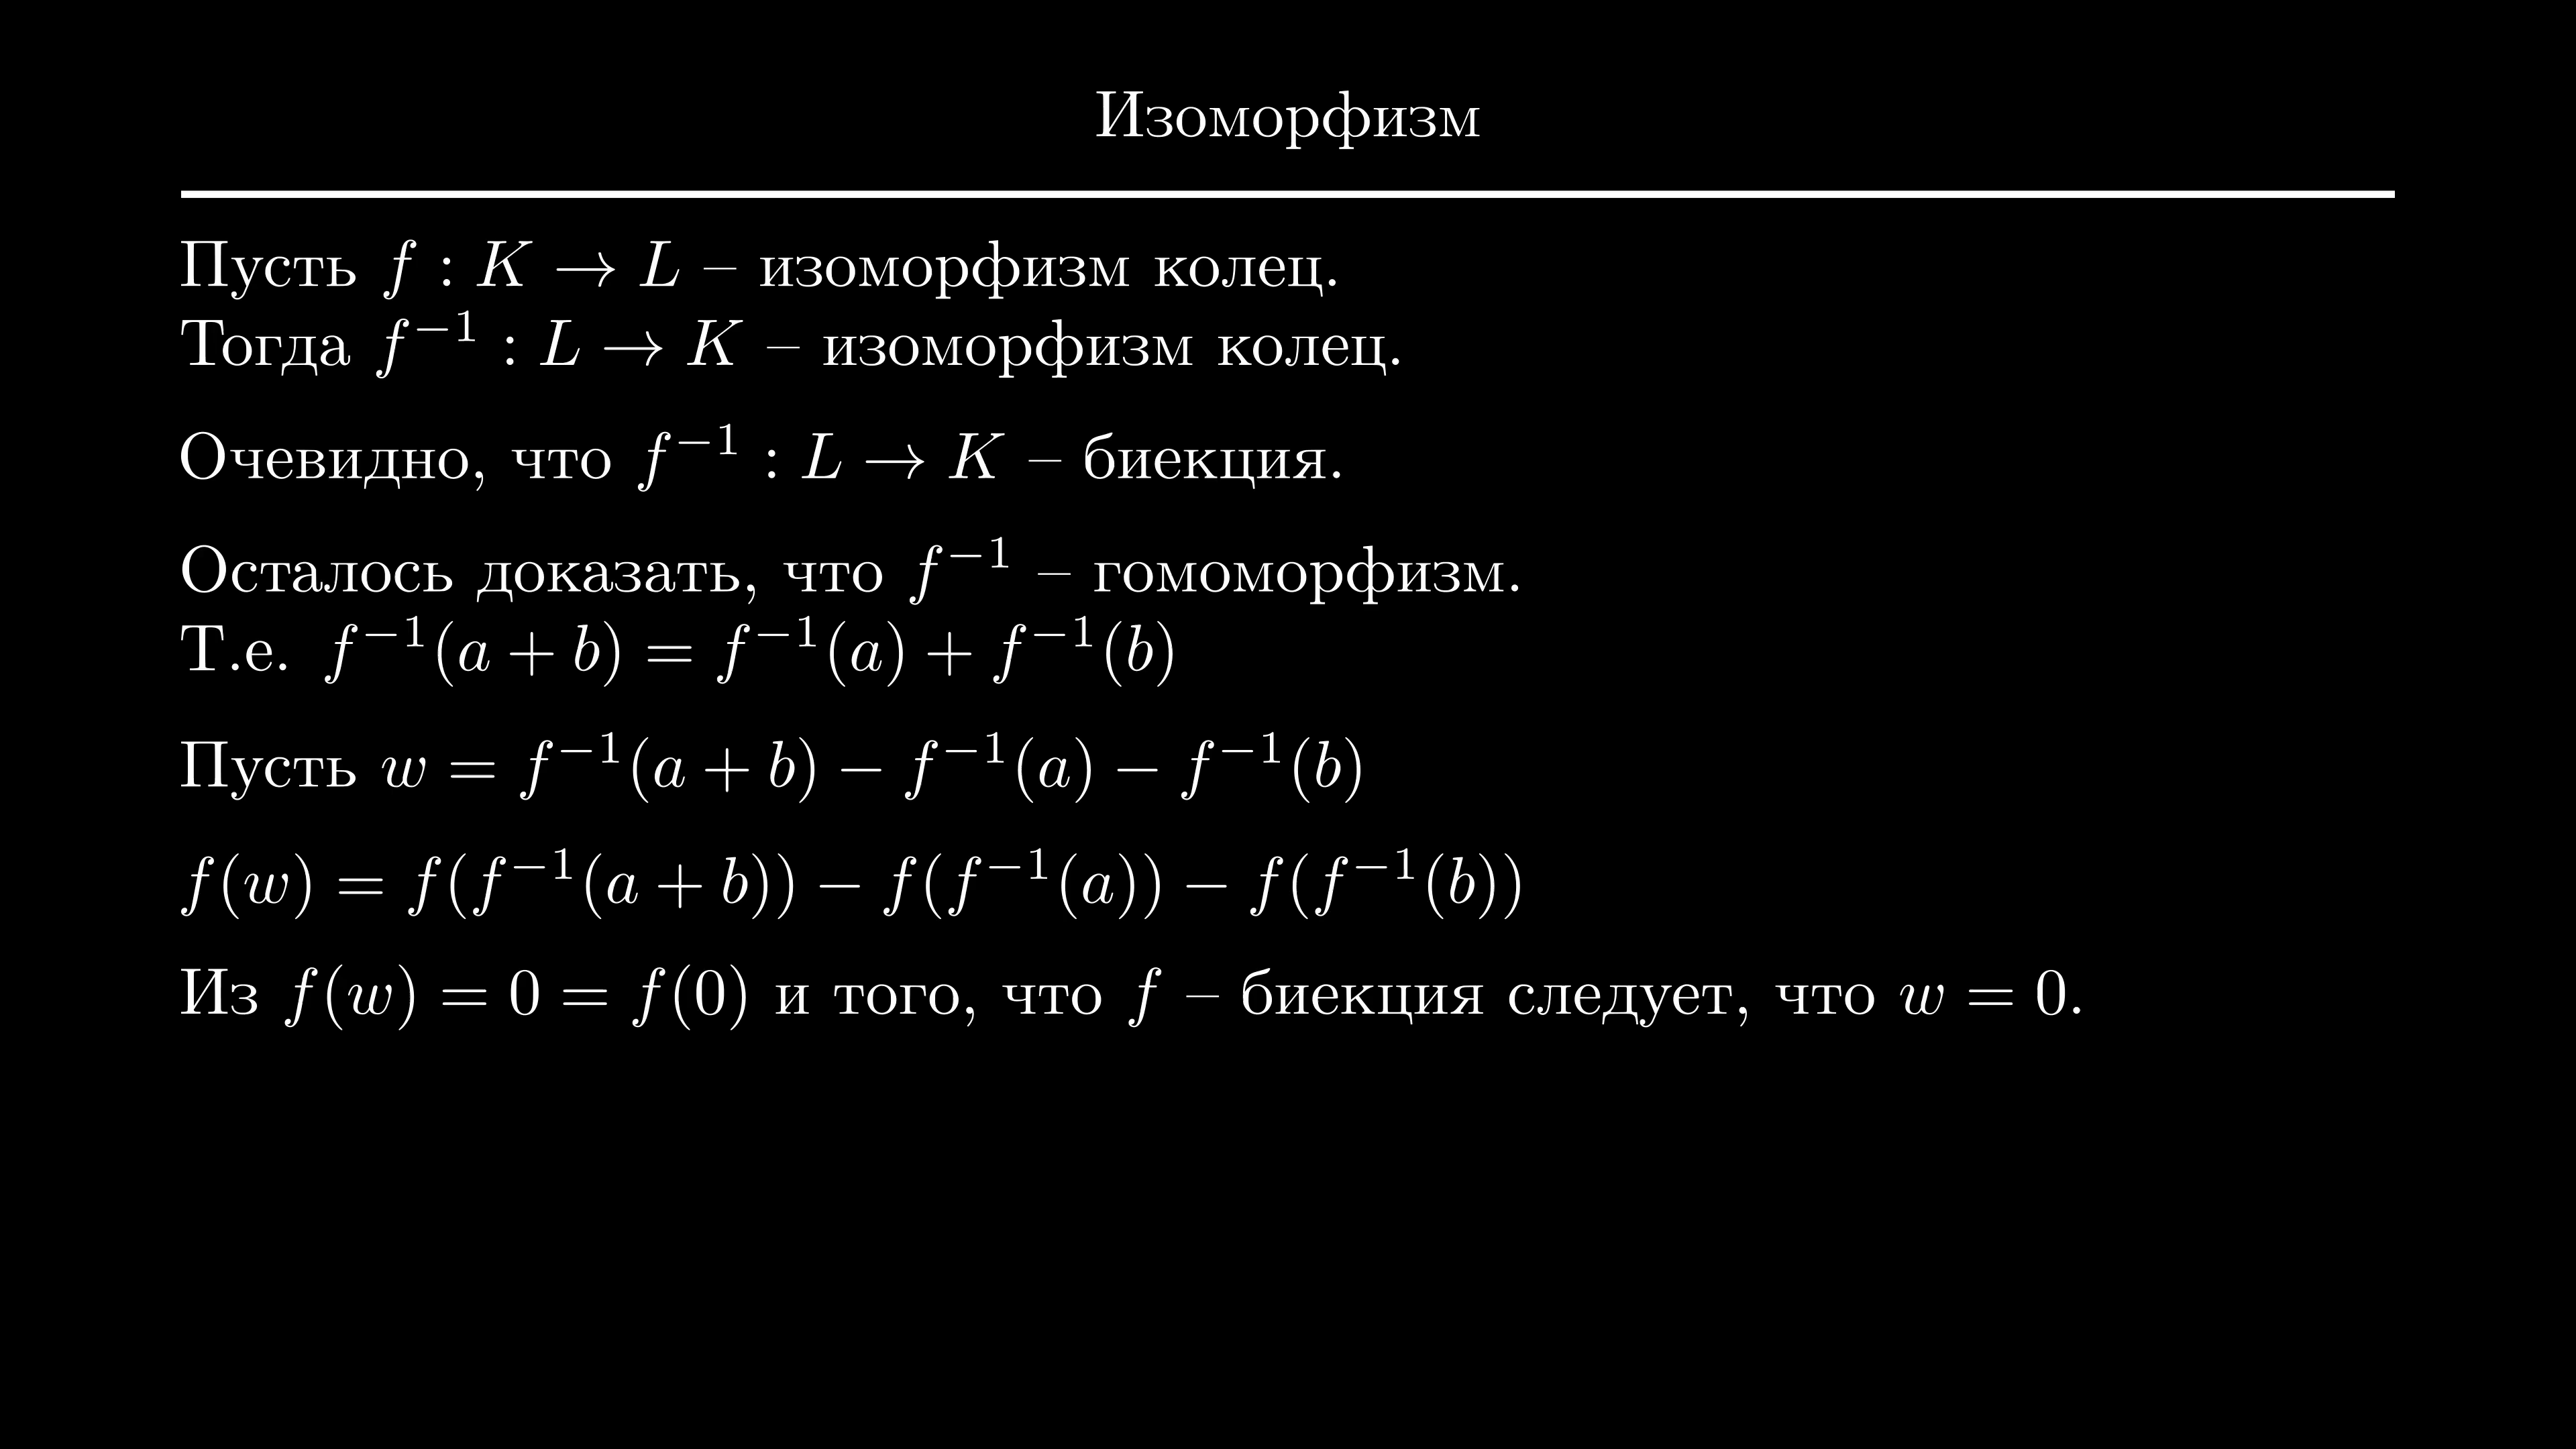 Изоморфизм
Пусть f : K → L – изоморфизм колец.
Тогда f⁻¹ : L → K – изоморфизм колец.
Очевидно, что f⁻¹ : L → K – биекция.
Осталось доказать, что f⁻¹ – гомоморфизм.
Т.е. f⁻¹(a + b) = f⁻¹(a) + f⁻¹(b)
Пусть w = f⁻¹(a + b) − f⁻¹(a) − f⁻¹(b)
f(w) = f(f⁻¹(a + b)) − f(f⁻¹(a)) − f(f⁻¹(b))
Из f(w) = 0 = f(0) и того, что f – биекция следует, что w = 0.